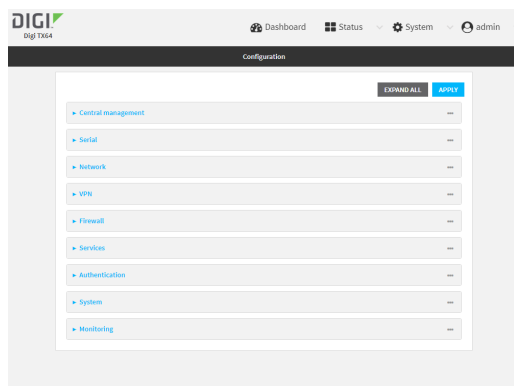 DIGI
Digi TX64
Dashboard
Status
System
admin
Configuration
EXPAND ALL
APPLY
Central management
Serial
Network
VPN
Firewall
Services
Authentication
System
Monitoring